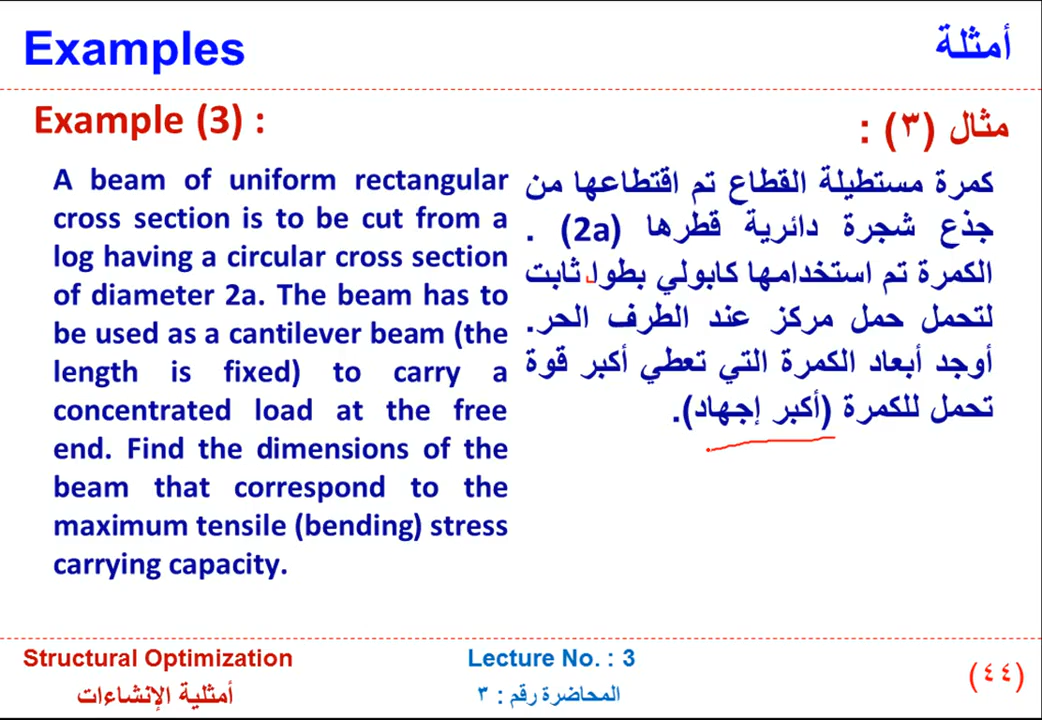 Examples
أمثلة
Example (3) :
مثال (٣) :
A beam of uniform rectangular
cross section is to be cut from a
log having a circular cross section
of diameter 2a. The beam has to
be used as a cantilever beam (the
length is fixed) to carry a
concentrated load at the free
end. Find the dimensions of the
beam that correspond to the
maximum tensile (bending) stress
carrying capacity.
كمرة مستطيلة القطاع تم اقتطاعها من
جذع شجرة دائرية قطرها (2a) .
الكمرة تم استخدامها كابولي بطول ثابت
لتحمل حمل مركز عند الطرف الحر.
أوجد أبعاد الكمرة التي تعطي أكبر قوة
تحمل للكمرة (أكبر إجهاد).
Structural Optimization
أمثلية الإنشاءات
Lecture No. : 3
المحاضرة رقم : ٣
(٤٤)